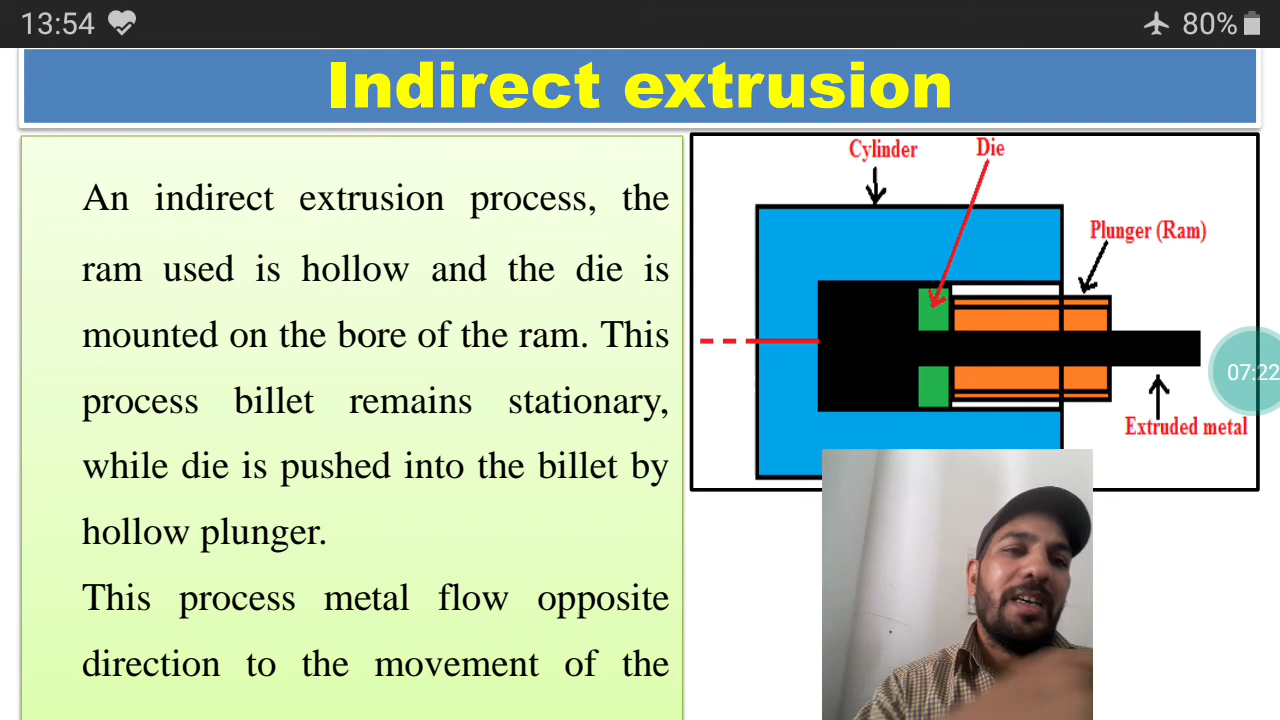 13:54
80%
Indirect extrusion
An indirect extrusion process, the
ram used is hollow and the die is
mounted on the bore of the ram. This
process billet remains stationary,
while die is pushed into the billet by
hollow plunger.
This process metal flow opposite
direction to the movement of the
Cylinder
Die
Plunger (Ram)
Extruded metal
07:22